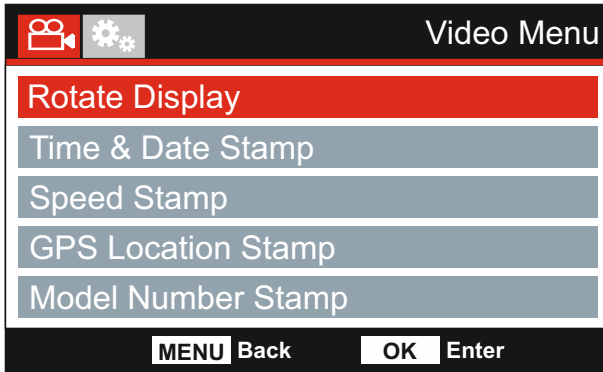 Video Menu
Rotate Display
Time & Date Stamp
Speed Stamp
GPS Location Stamp
Model Number Stamp
MENU Back OK Enter